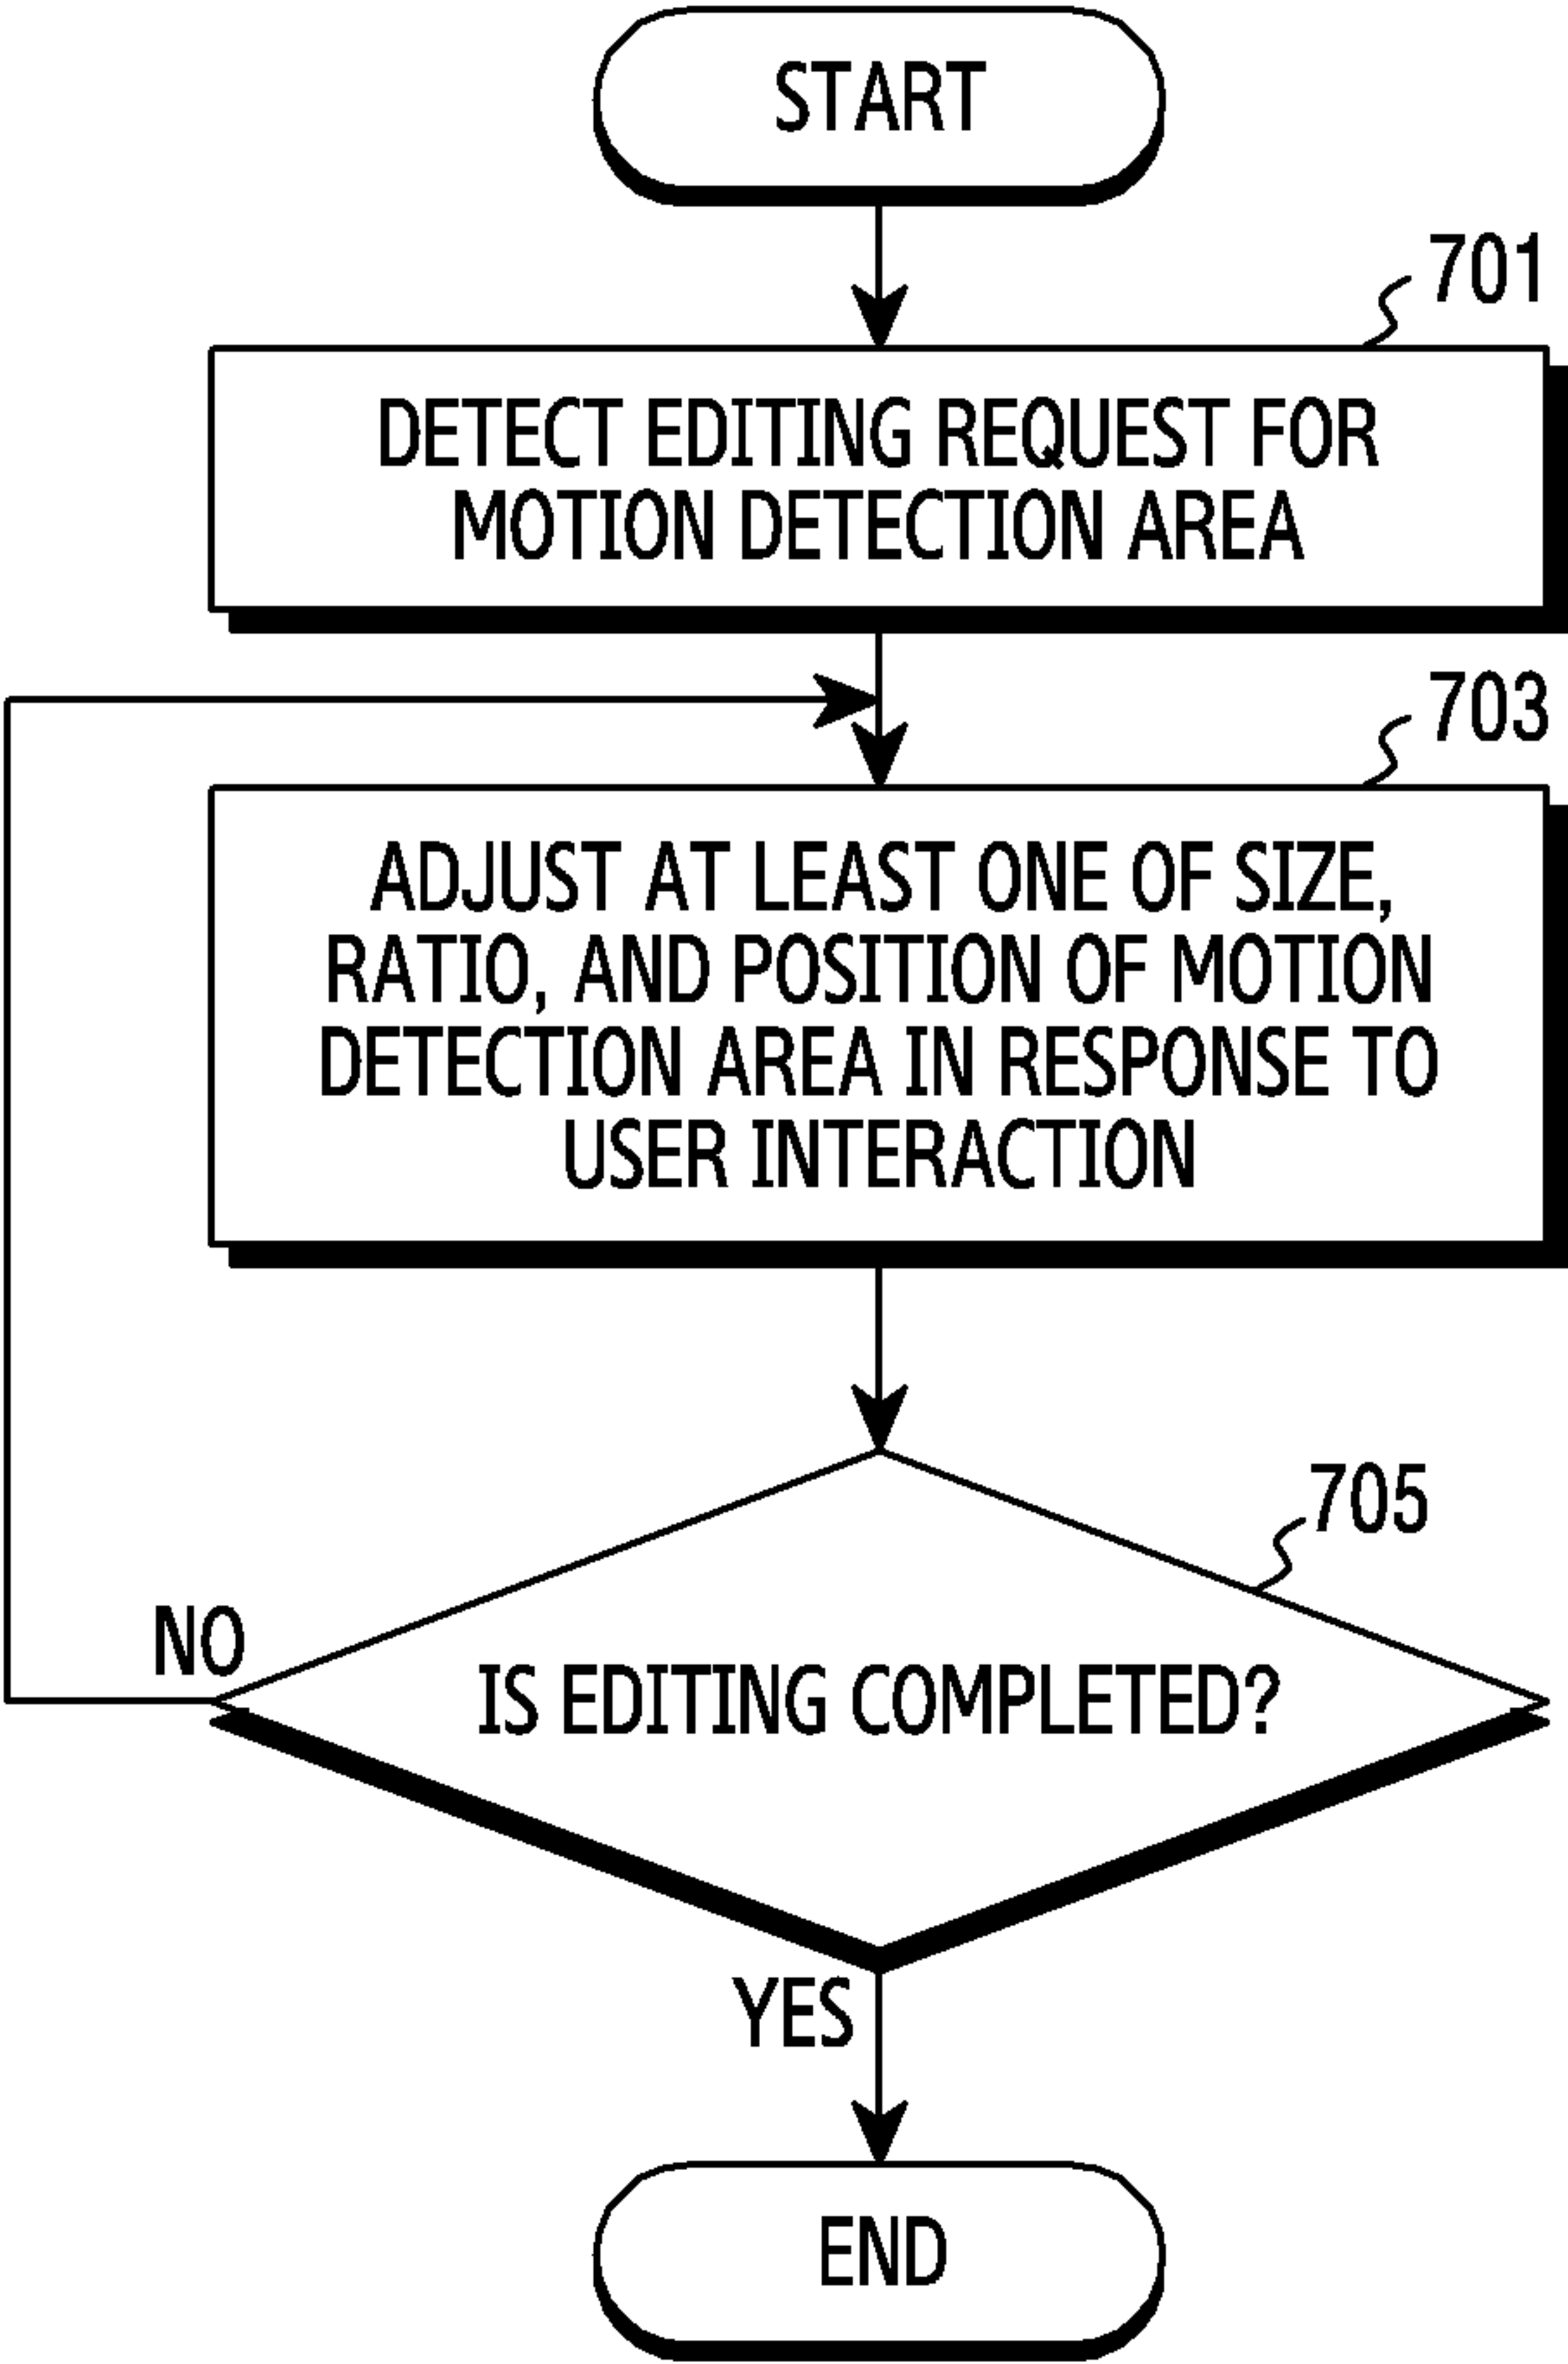 START
701
DETECT EDITING REQUEST FOR
MOTION DETECTION AREA
703
ADJUST AT LEAST ONE OF SIZE,
RATIO, AND POSITION OF MOTION
DETECTION AREA IN RESPONSE TO
USER INTERACTION
705
NO
IS EDITING COMPLETED?
YES
END